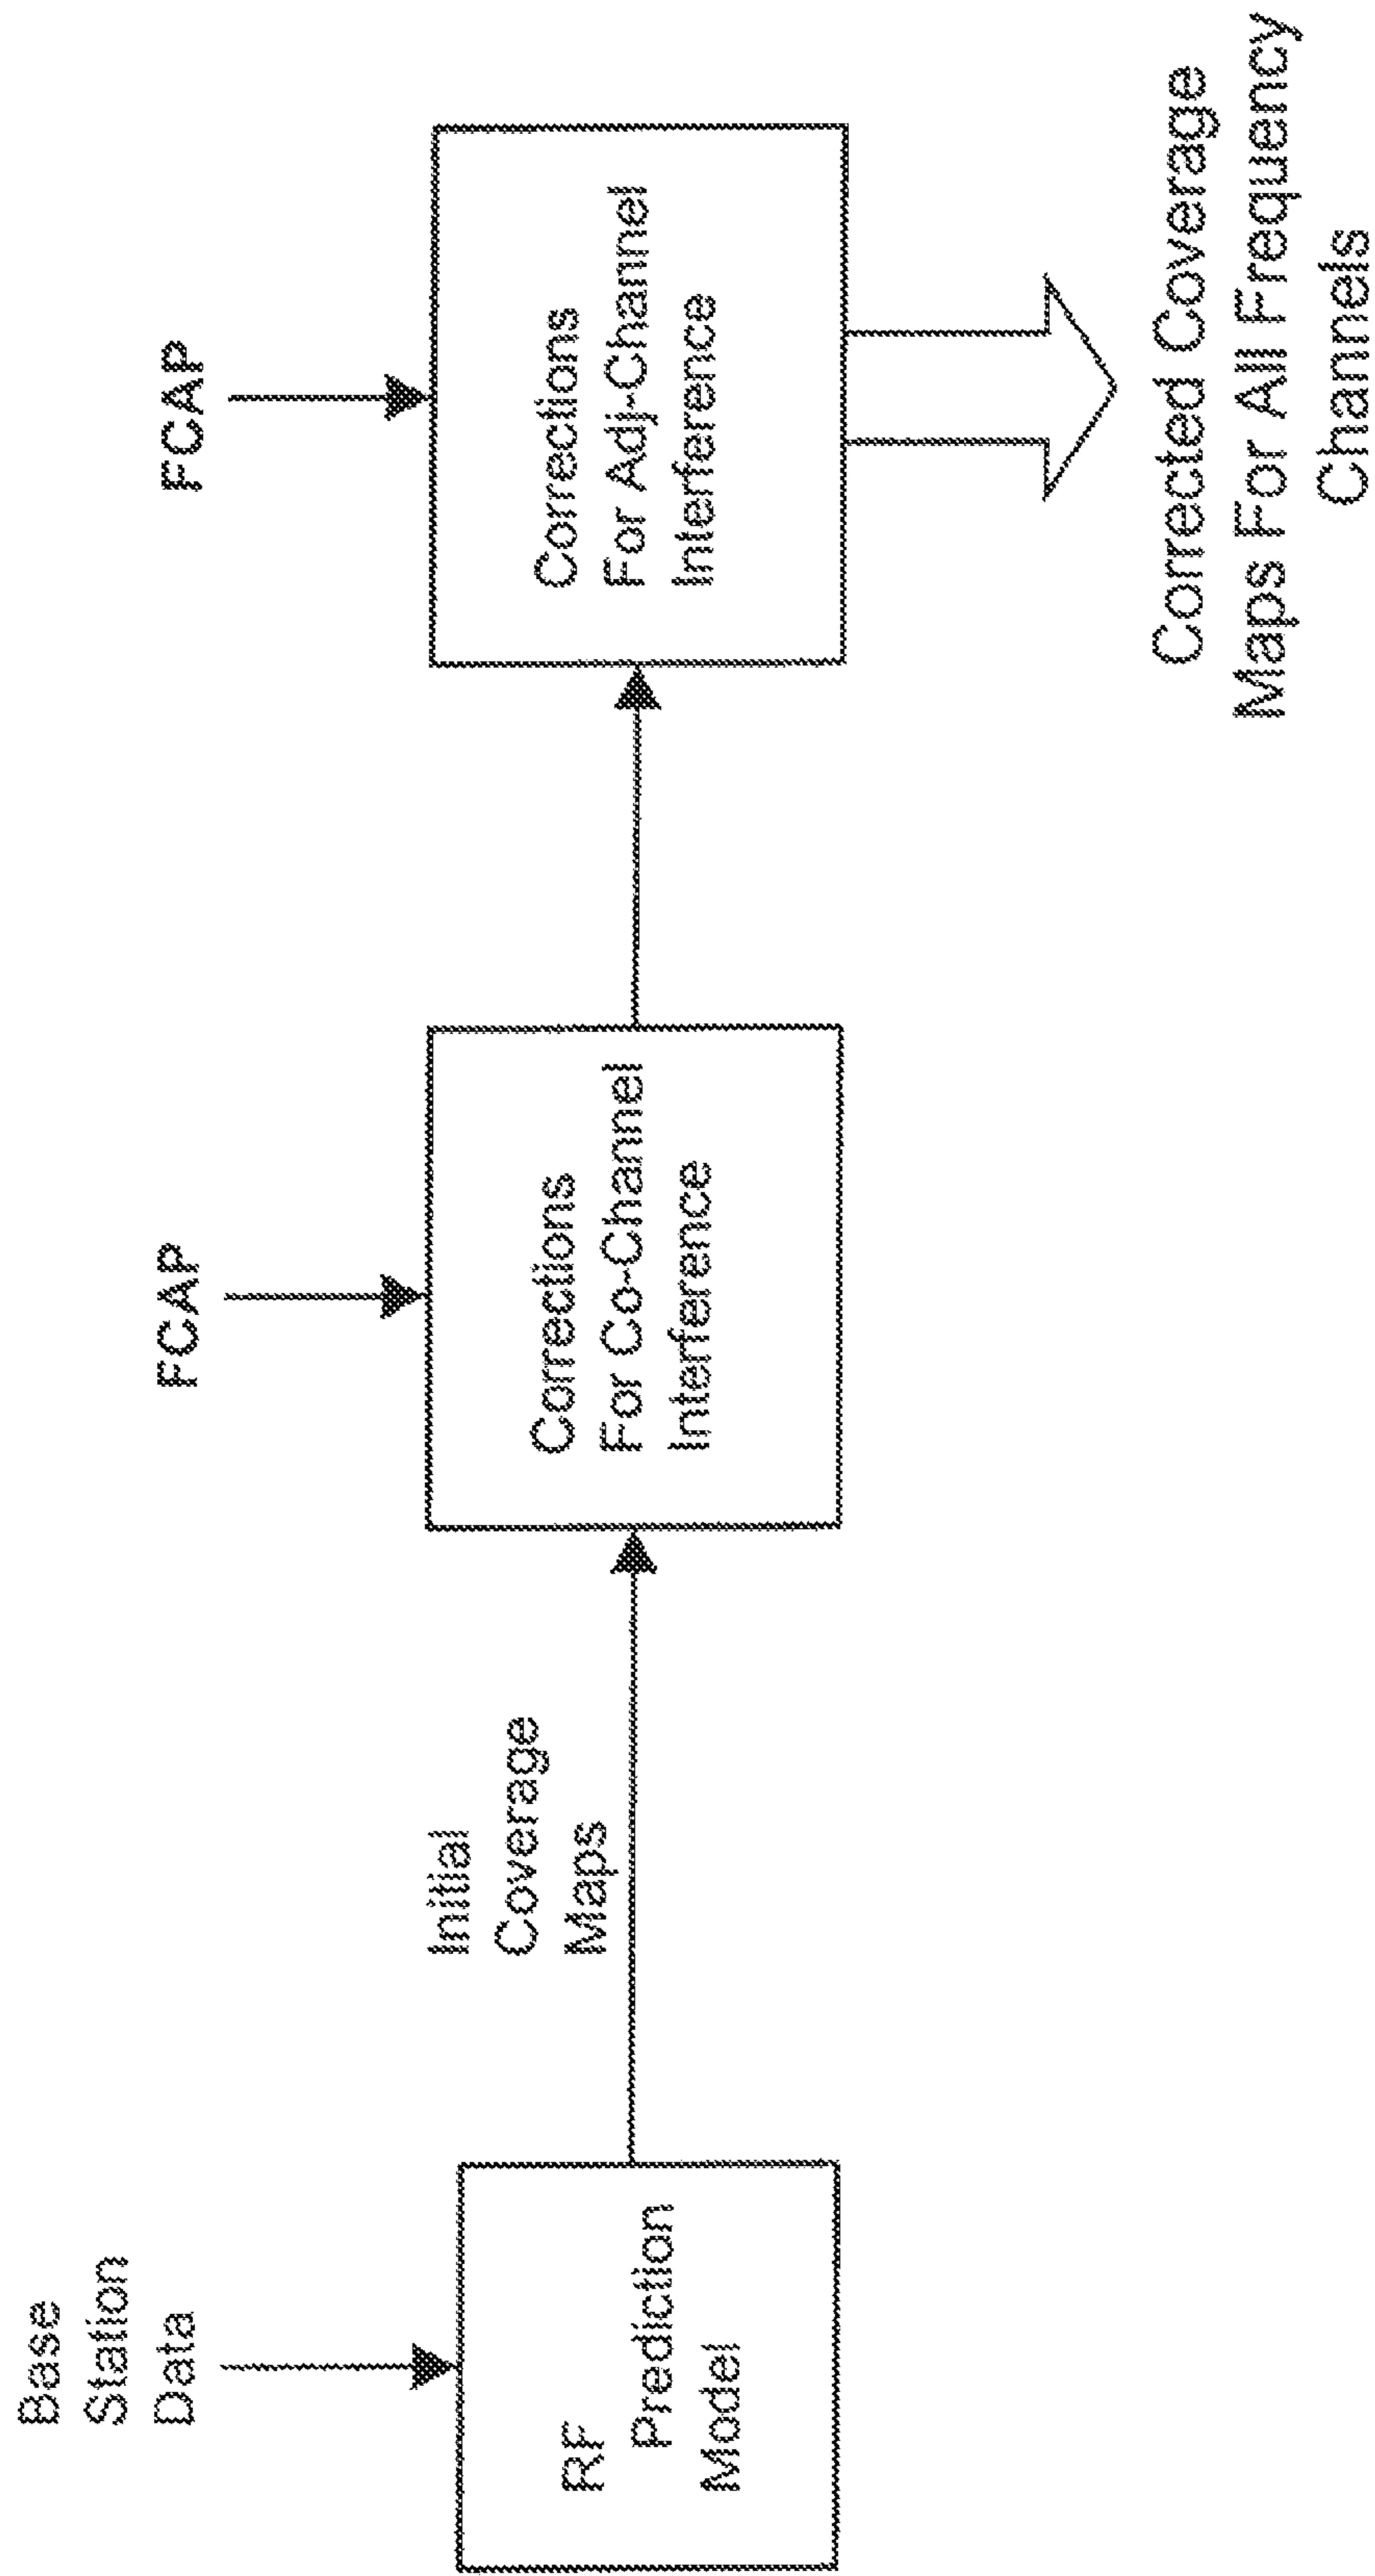 Base
Station
Data
RF
Prediction
Model
Initial
Coverage
Maps
FCAP
Corrections
For Co-Channel
Interference
FCAP
Corrections
For Adj-Channel
Interference
Corrected Coverage
Maps For All Frequency
Channels